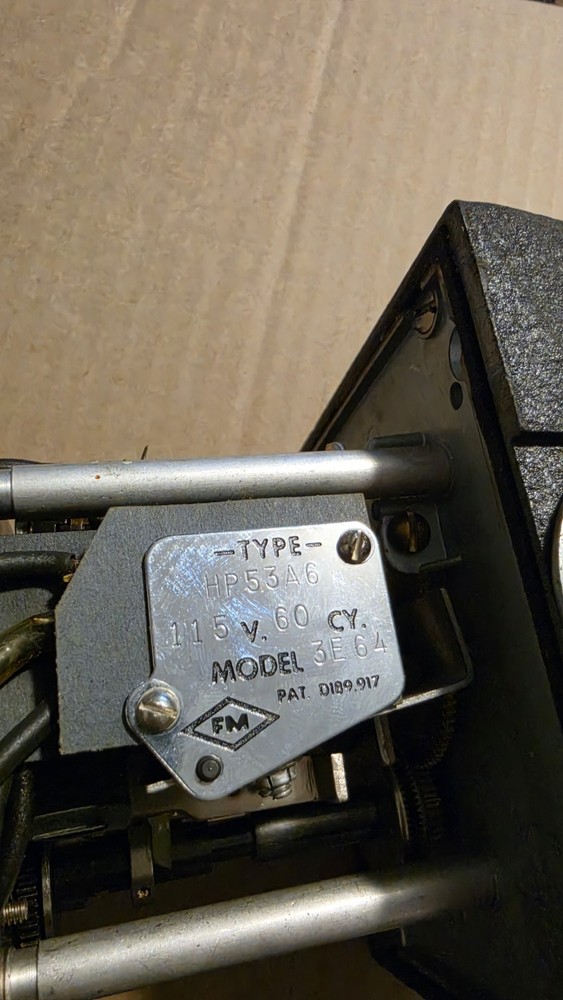 -TYPE-
HP53A6
115 V. 60 CY.
MODEL 3E64
PAT. D189.917
FM